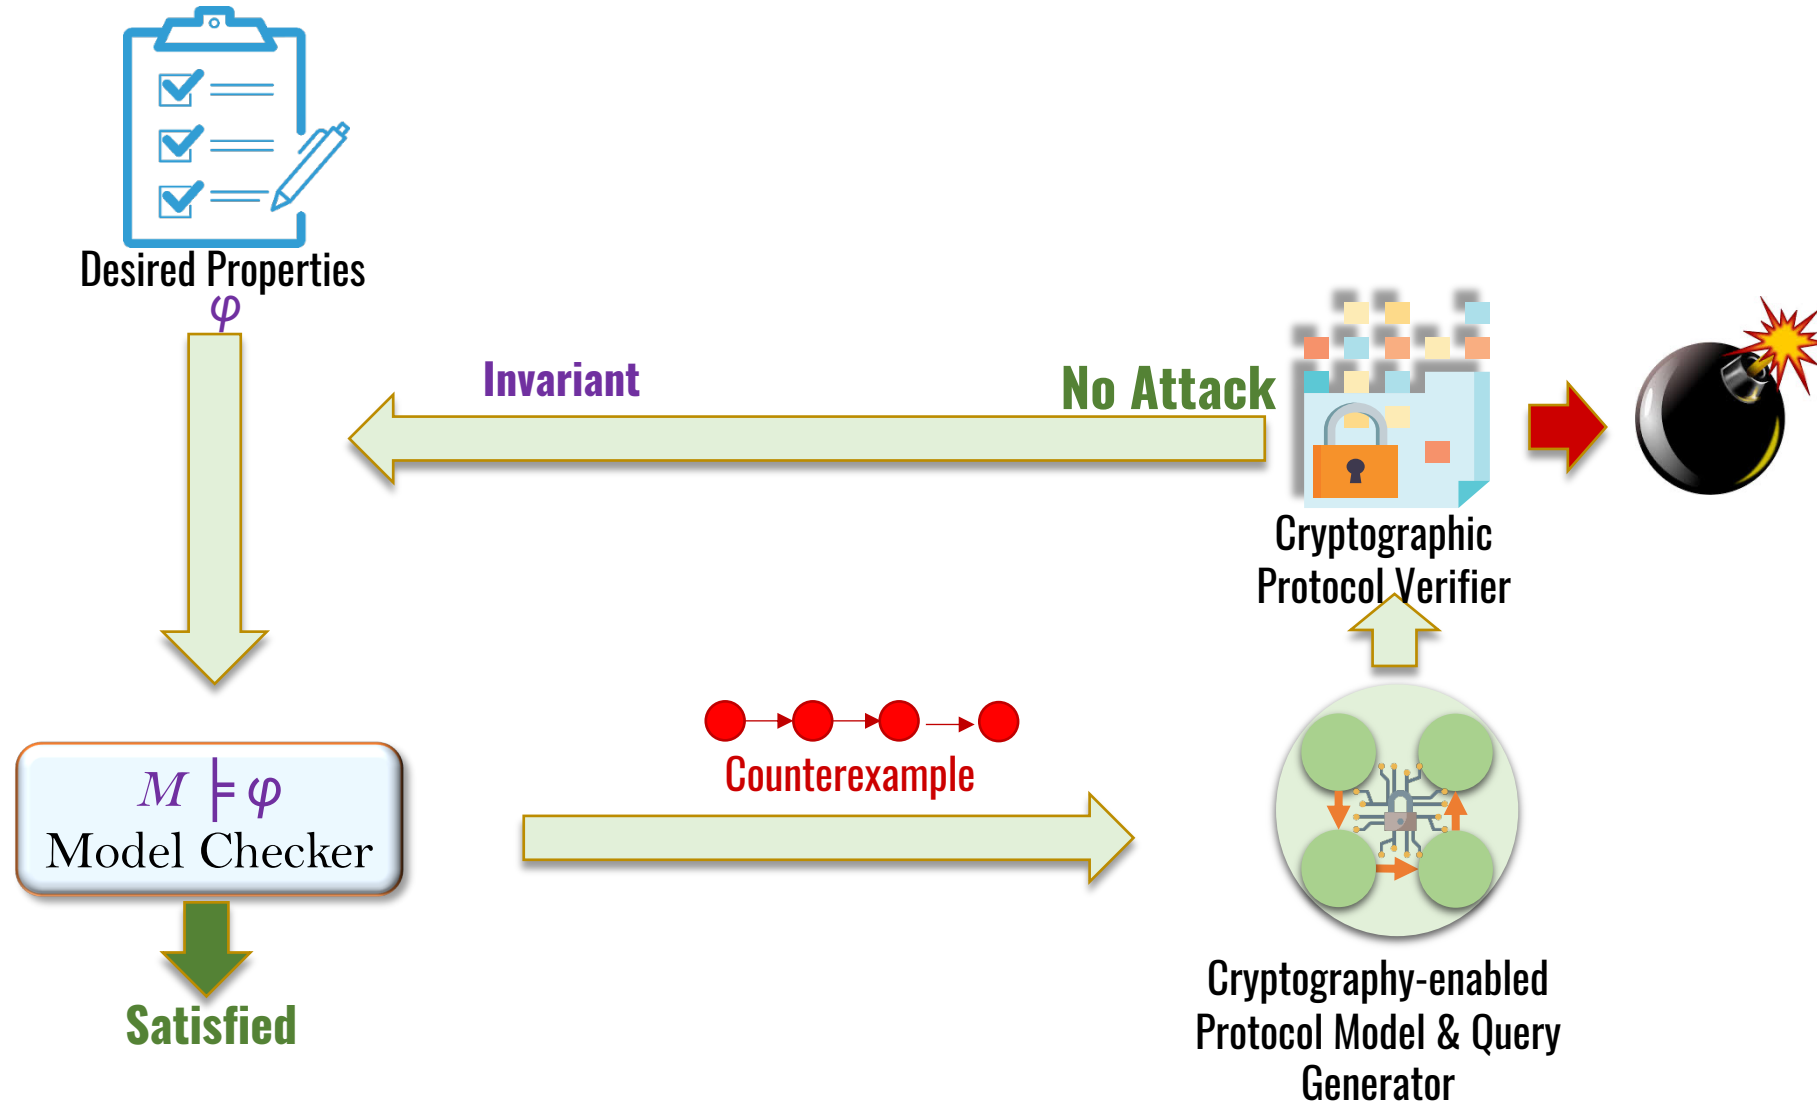 Desired Properties
φ
Invariant
No Attack
Cryptographic
Protocol Verifier
M ⊨ φ
Model Checker
Counterexample
Satisfied
Cryptography-enabled
Protocol Model & Query
Generator